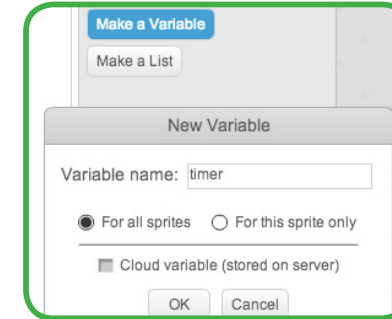 Make a Variable
Make a List
New Variable
Variable name: timer
For all sprites For this sprite only
Cloud variable (stored on server)
OK Cancel